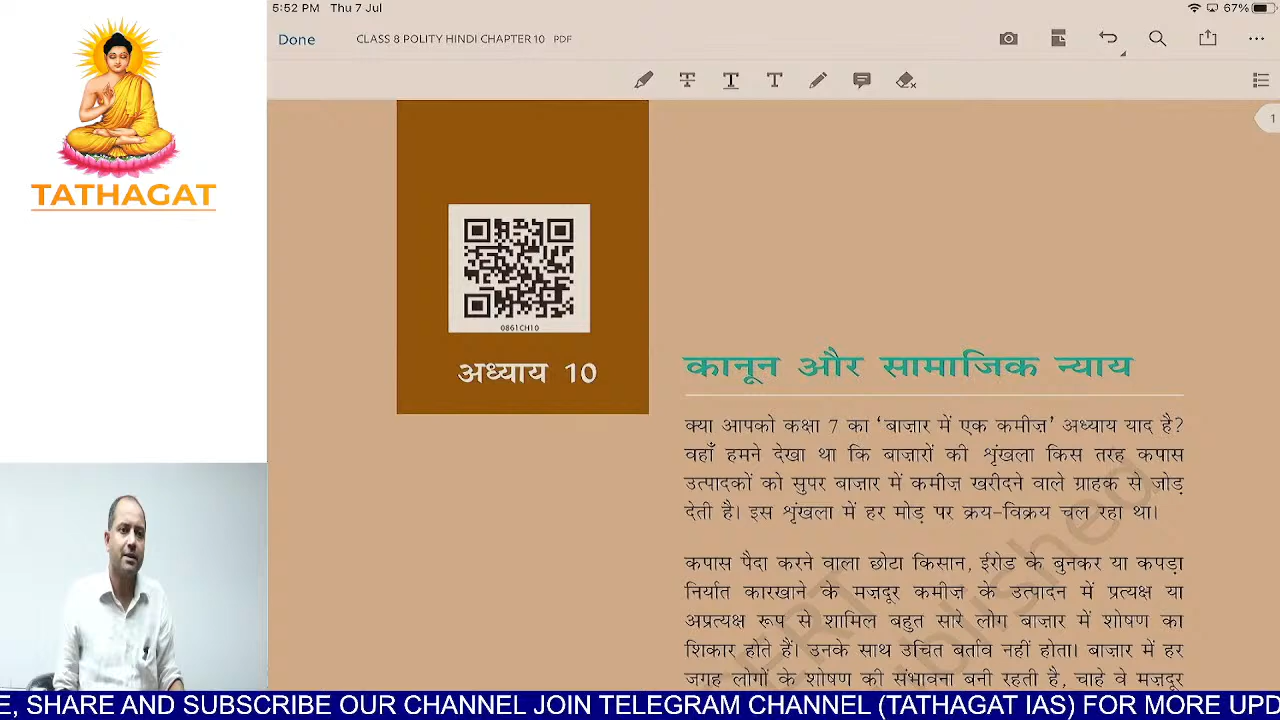 5:52 PM Thu 7 Jul
67%
Done
CLASS 8 POLITY HINDI CHAPTER 10 PDF
1
TATHAGAT
0861CH10
अध्याय 10
कानून और सामाजिक न्याय
क्या आपको कक्षा 7 का ‘बाज़ार में एक कमीज़’ अध्याय याद है?
वहाँ हमने देखा था कि बाज़ारों की शृंखला किस तरह कपास
उत्पादकों को सुपर बाज़ार में कमीज़ खरीदने वाले ग्राहक से जोड़
देती है। इस शृंखला में हर मोड़ पर क्रय-विक्रय चल रहा था।
कपास पैदा करने वाला छोटा किसान, ईरोड के बुनकर या कपड़ा
निर्यात कारखाने के मज़दूर कमीज़ के उत्पादन में प्रत्यक्ष या
अप्रत्यक्ष रूप से शामिल बहुत सारे लोग बाज़ार में शोषण का
शिकार होते हैं। उनके साथ उचित बर्ताव नहीं होता। बाज़ार में हर
जगह लोगों के शोषण की संभावना बनी रहती है, चाहे वे मज़दूर
E, SHARE AND SUBSCRIBE OUR CHANNEL JOIN TELEGRAM CHANNEL (TATHAGAT IAS) FOR MORE UPD